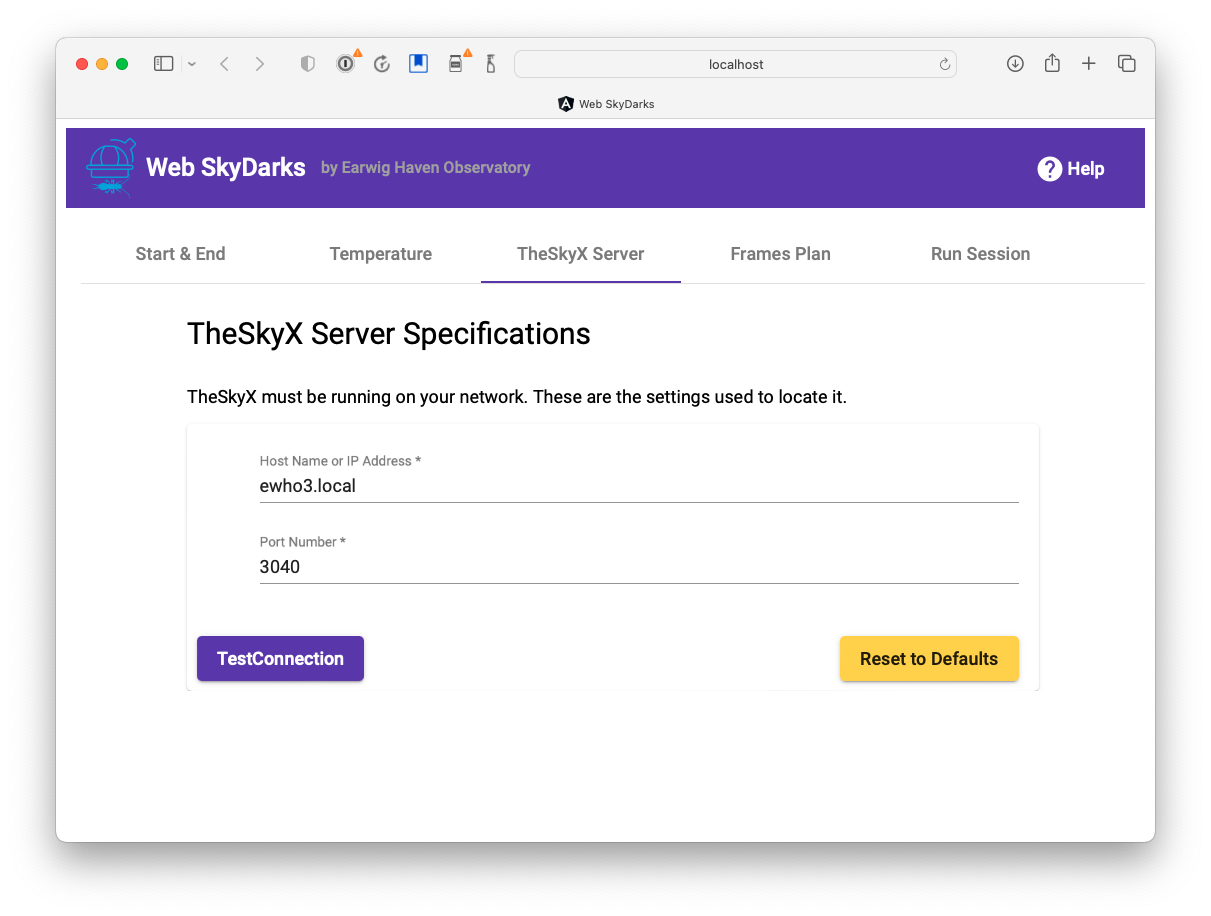 localhost
Web SkyDarks
Web SkyDarks by Earwig Haven Observatory ? Help
Start & End Temperature TheSkyX Server Frames Plan Run Session
TheSkyX Server Specifications
TheSkyX must be running on your network. These are the settings used to locate it.
Host Name or IP Address *
ewho3.local
Port Number *
3040
TestConnection Reset to Defaults